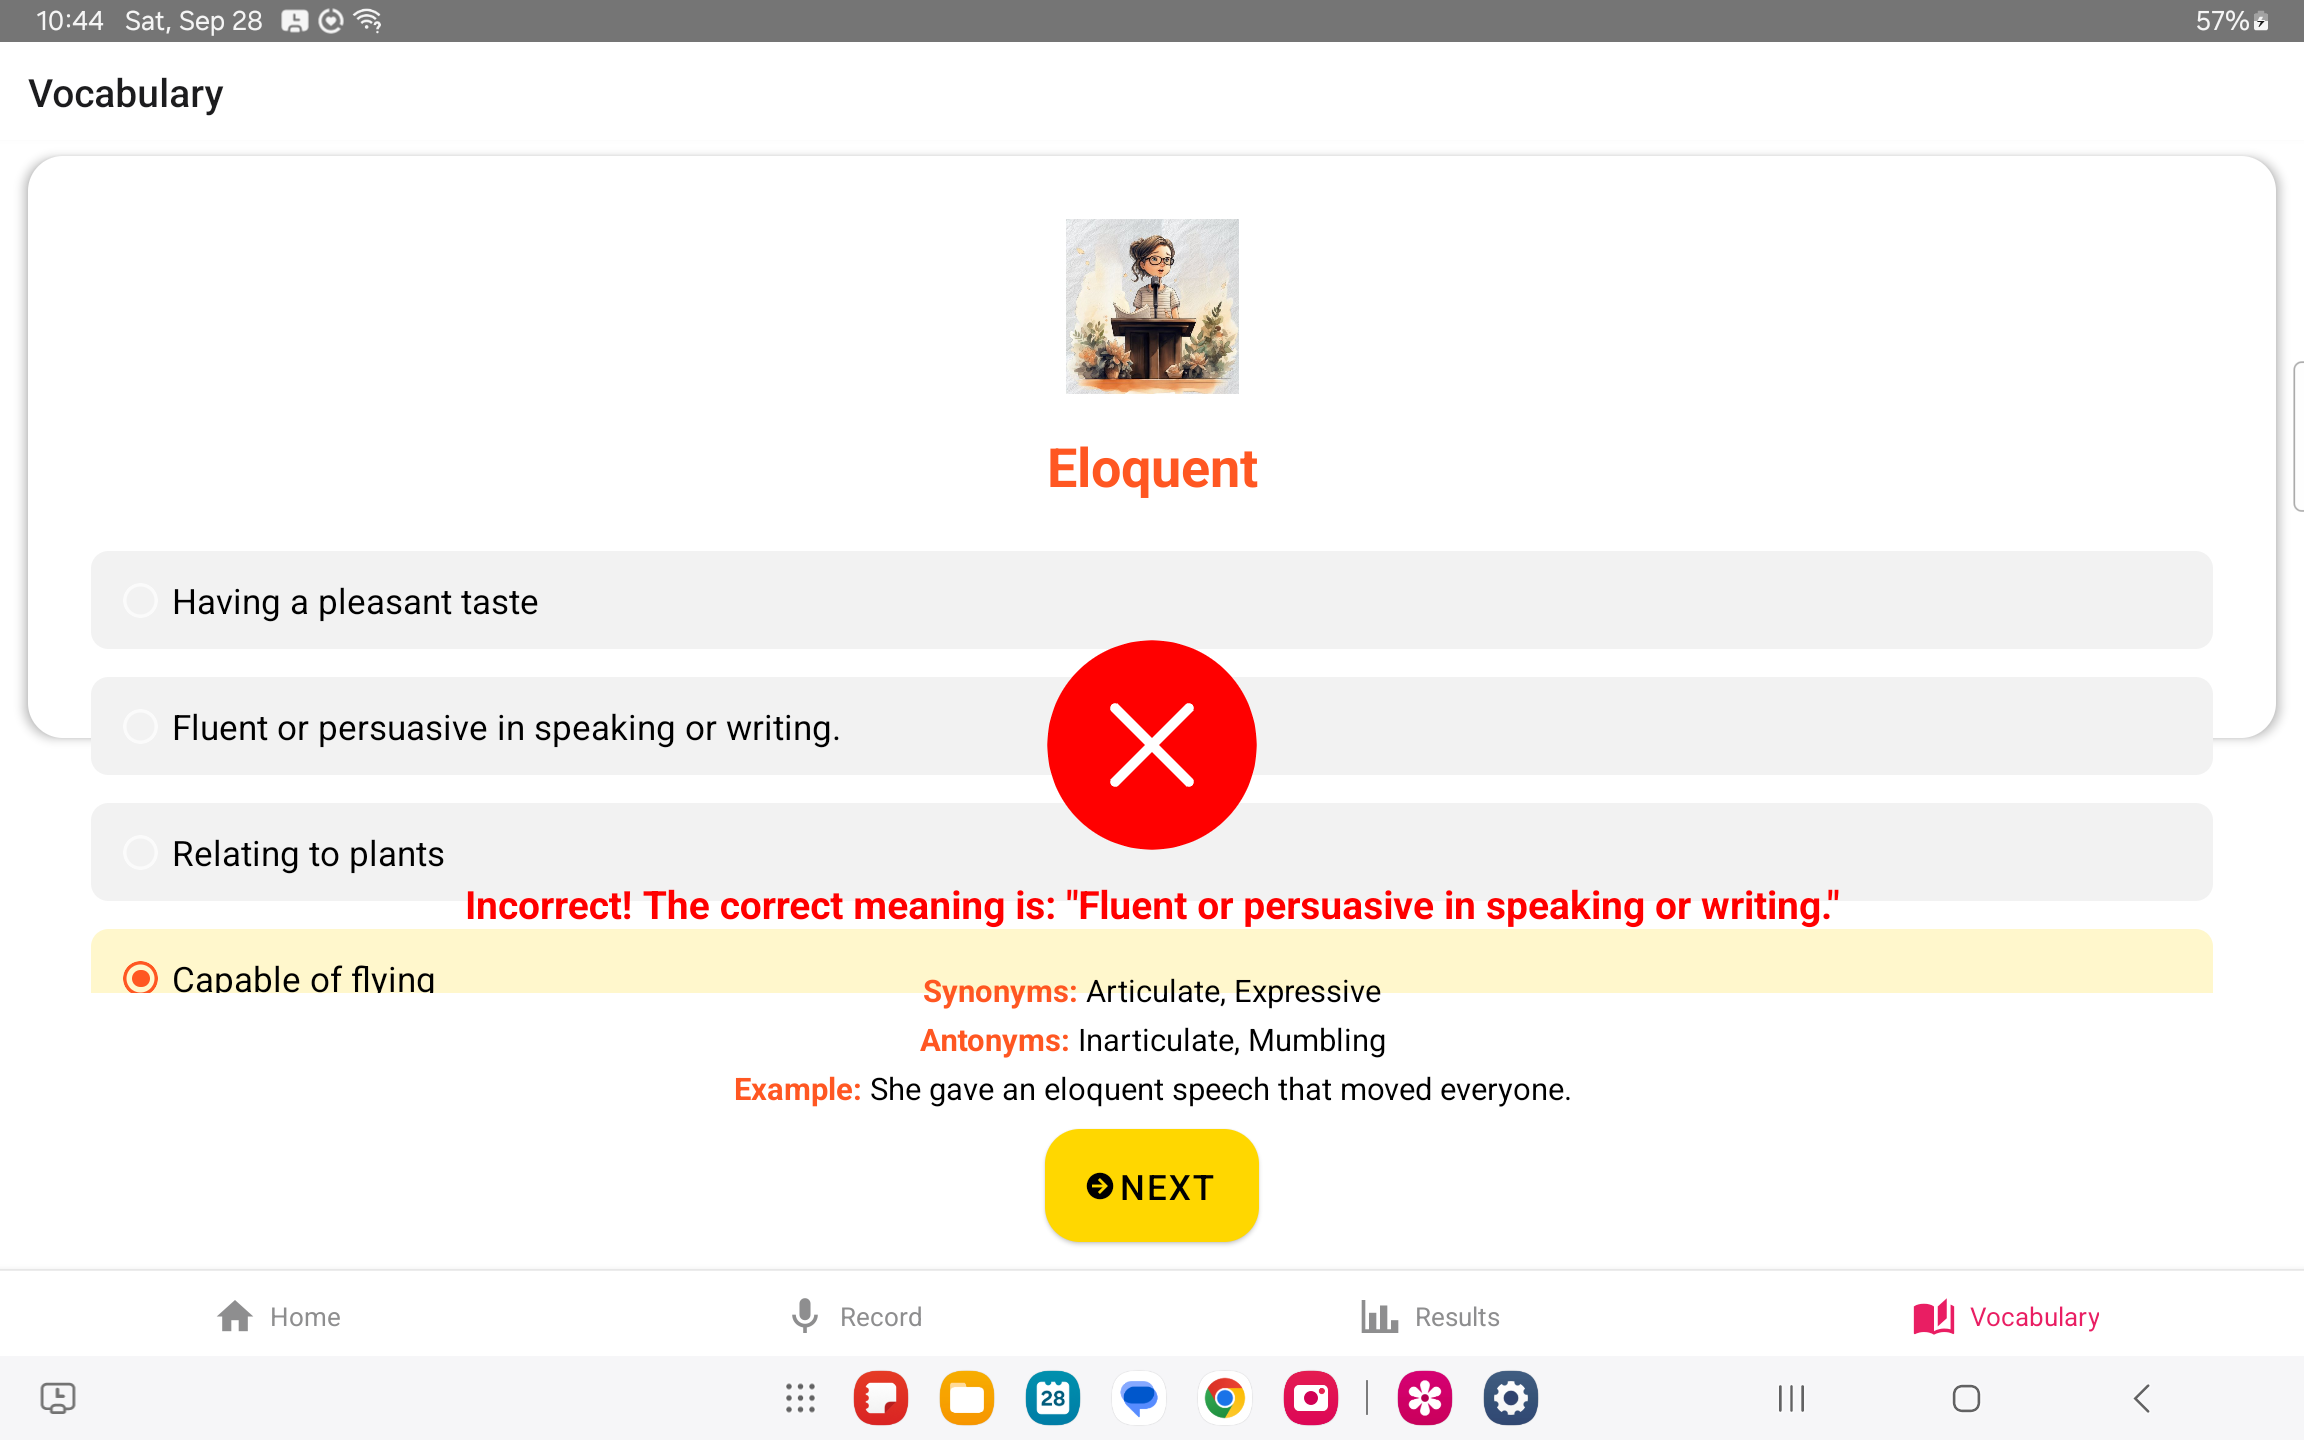 10:44 Sat, Sep 28
57%
Vocabulary
Eloquent
Having a pleasant taste
Fluent or persuasive in speaking or writing.
Relating to plants
Incorrect! The correct meaning is: "Fluent or persuasive in speaking or writing."
Capable of flying
Synonyms: Articulate, Expressive
Antonyms: Inarticulate, Mumbling
Example: She gave an eloquent speech that moved everyone.
NEXT
Home
Record
Results
Vocabulary
28